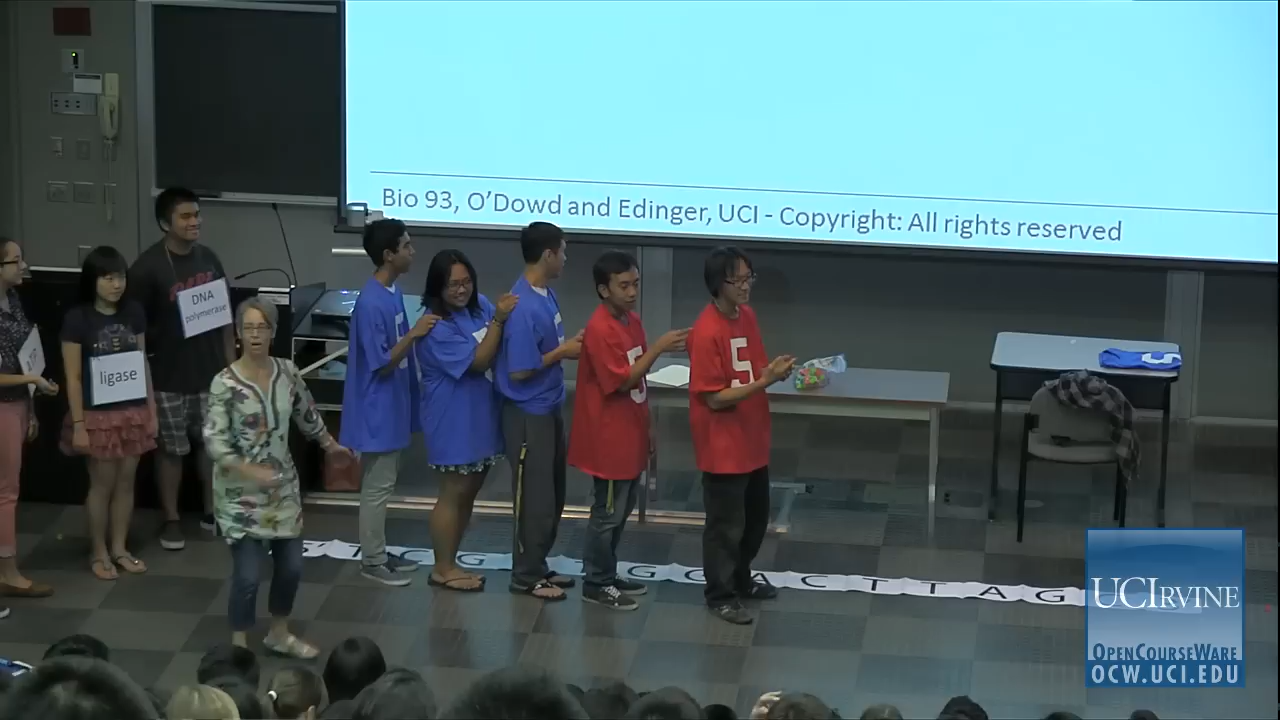 Bio 93, O'Dowd and Edinger, UCI - Copyright: All rights reserved
DNA
polymerase
ligase
5
5
G T C G
G G C A C T T A G
UCIRVINE
OPENCOURSEWARE
OCW.UCI.EDU